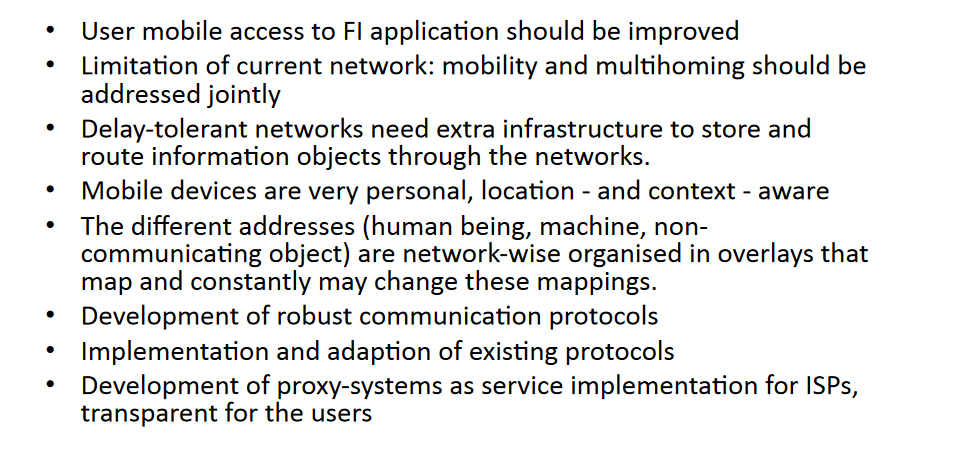 • User mobile access to FI application should be improved
• Limitation of current network: mobility and multihoming should be
addressed jointly
• Delay-tolerant networks need extra infrastructure to store and
route information objects through the networks.
• Mobile devices are very personal, location - and context - aware
• The different addresses (human being, machine, non-
communicating object) are network-wise organised in overlays that
map and constantly may change these mappings.
• Development of robust communication protocols
• Implementation and adaption of existing protocols
• Development of proxy-systems as service implementation for ISPs,
transparent for the users